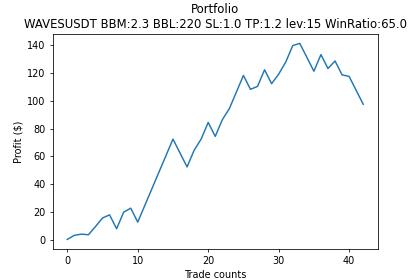 Portfolio
WAVESUSDT BBM:2.3 BBL:220 SL:1.0 TP:1.2 lev:15 WinRatio:65.0
140
120
100
80
60
40
20
0
Profit ($)
0 10 20 30 40
Trade counts